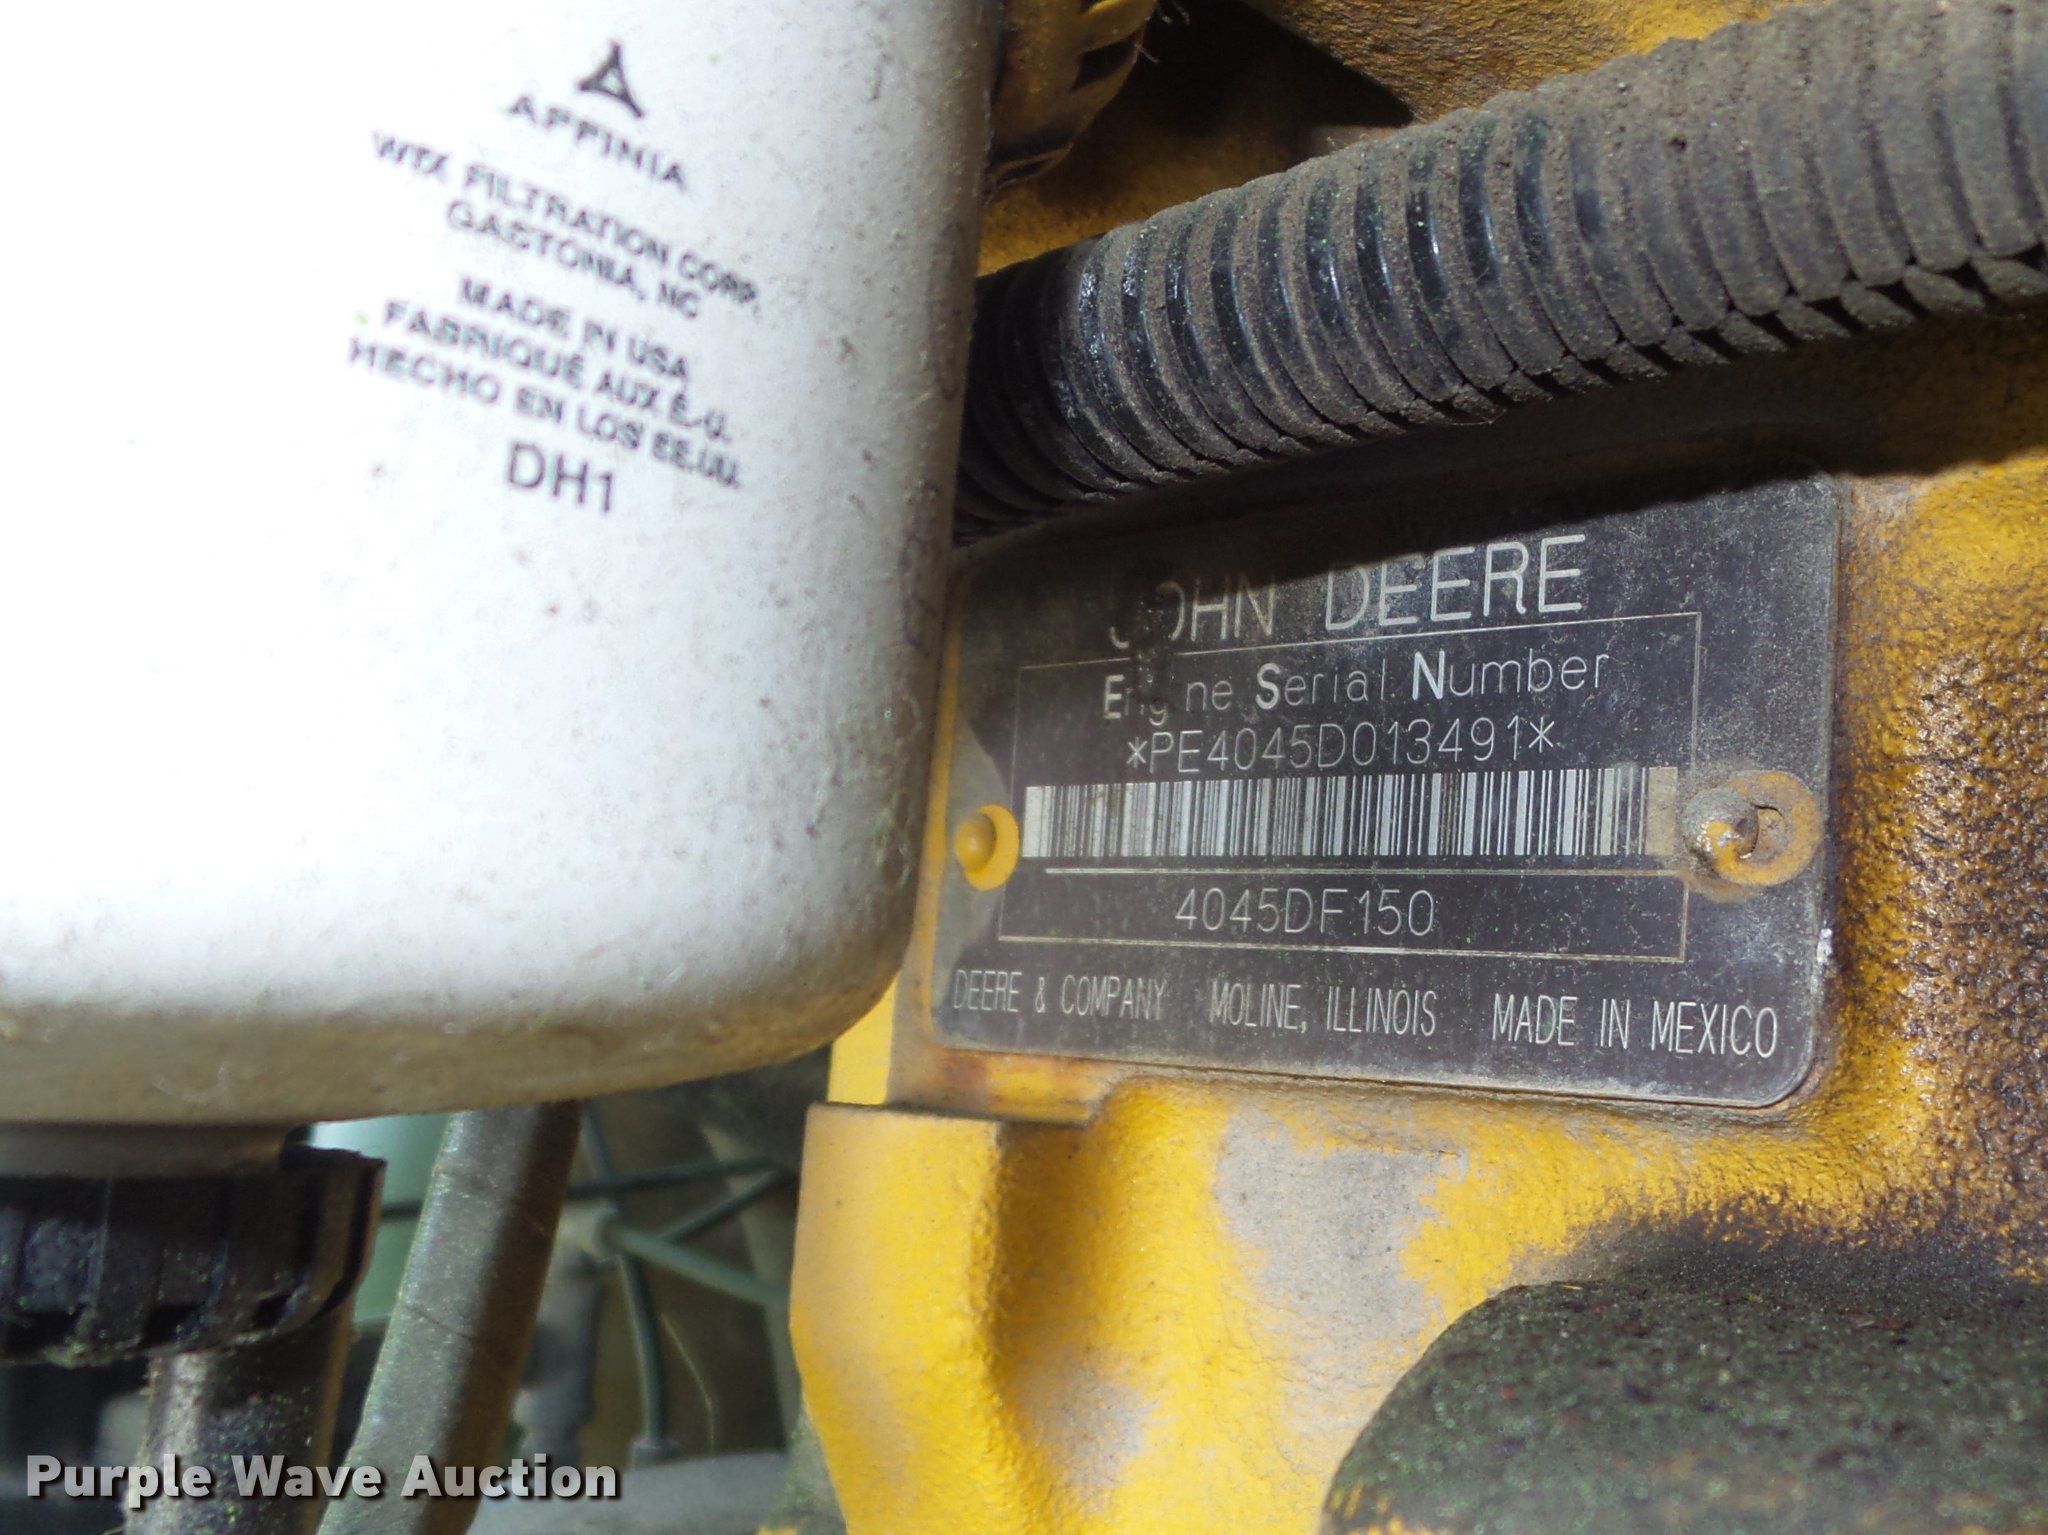 AFFINIA
WIX FILTRATION CORP.
GASTONIA, NC
MADE IN USA
FABRIQUÉ AUX É.-U.
HECHO EN LOS EE.UU.
DH1
JOHN DEERE
Engine Serial Number
*PE4045D013491*
4045DF150
DEERE & COMPANY MOLINE, ILLINOIS MADE IN MEXICO
Purple Wave Auction